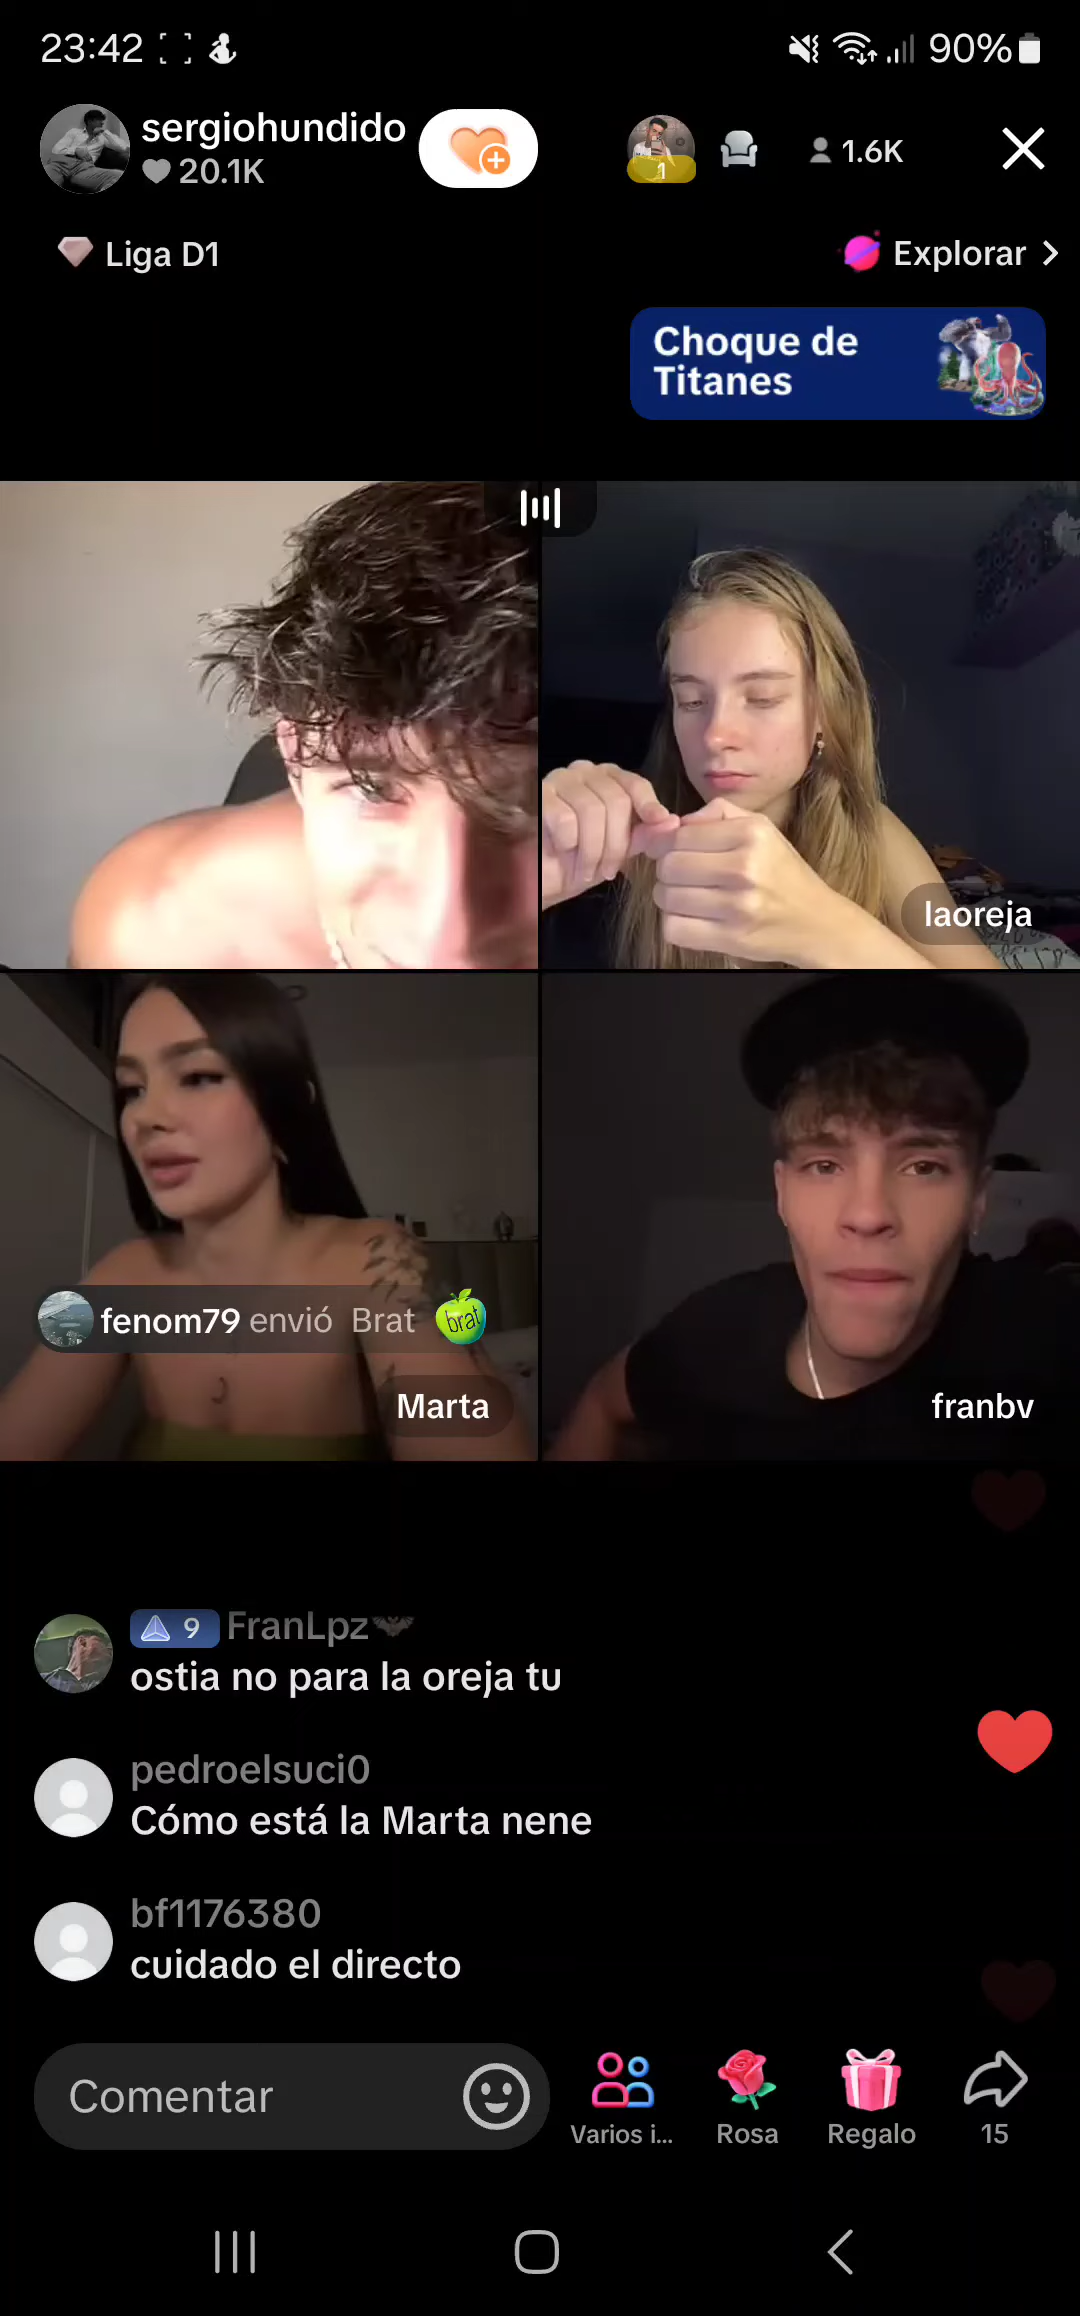 23:42
90%
sergiohundido
20.1K
1
1.6K
Liga D1
Explorar
Choque de
Titanes
laoreja
fenom79 envió Brat
brat
Marta
franbv
9 FranLpz
ostia no para la oreja tu
pedroelsuci0
Cómo está la Marta nene
bf1176380
cuidado el directo
Comentar
Varios i...
Rosa
Regalo
15